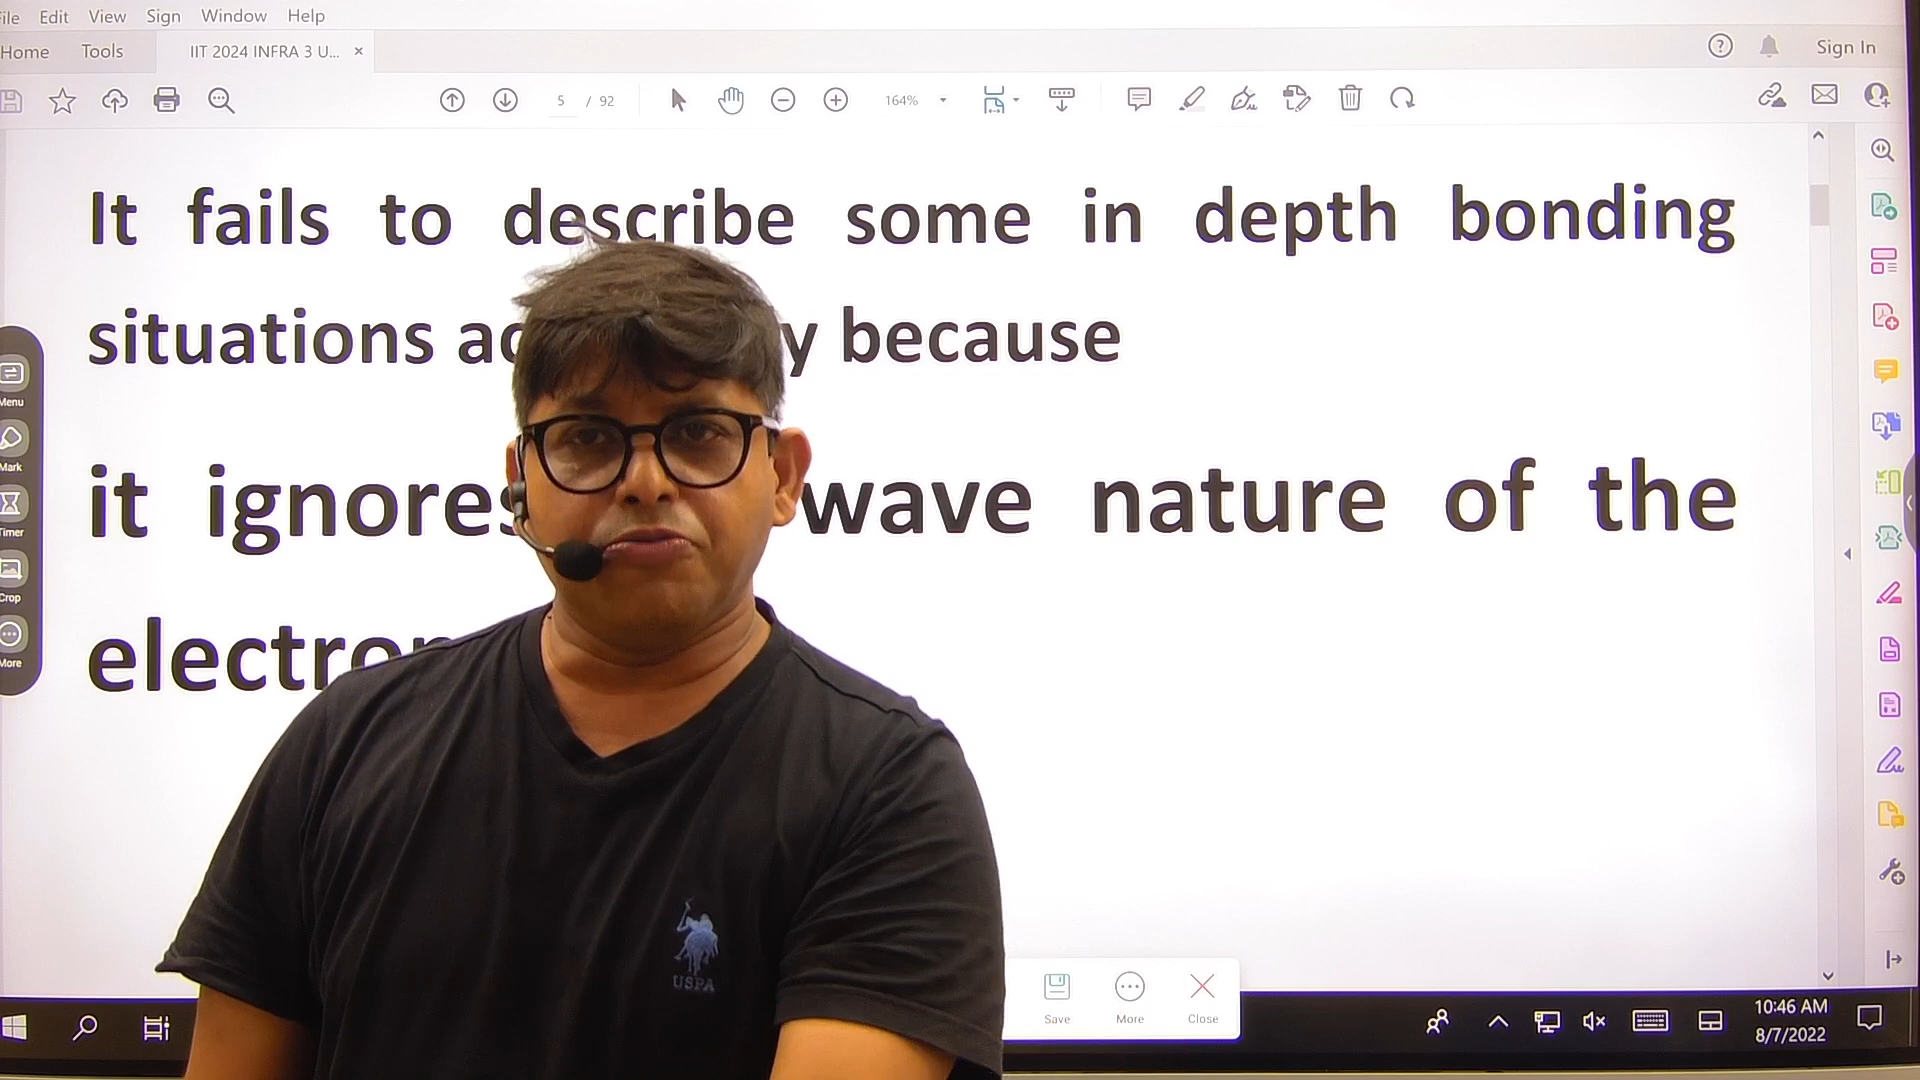 File Edit View Sign Window Help
Home Tools IIT 2024 INFRA 3 U... × Sign In
5 / 92 164%
It fails to describe some in depth bonding
situations because
it ignores wave nature of the
Menu
Mark
Timer
Crop
More
USPA
Save More Close
10:46 AM
8/7/2022